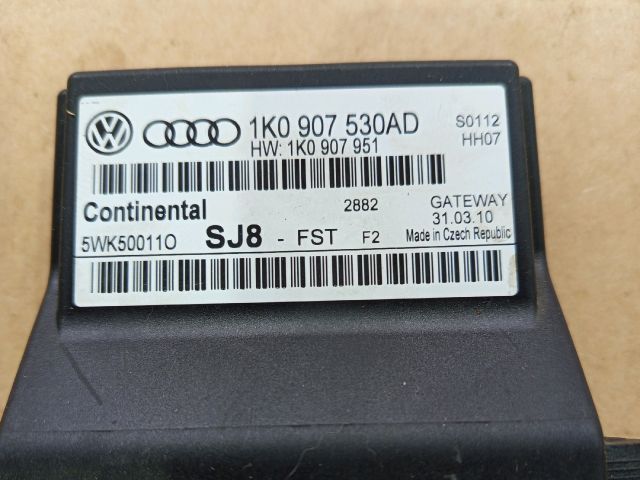 1K0 907 530AD S0112
HW: 1K0 907 951 HH07
Continental 2882 GATEWAY
31.03.10
5WK50011O SJ8 - FST F2 Made in Czech Republic